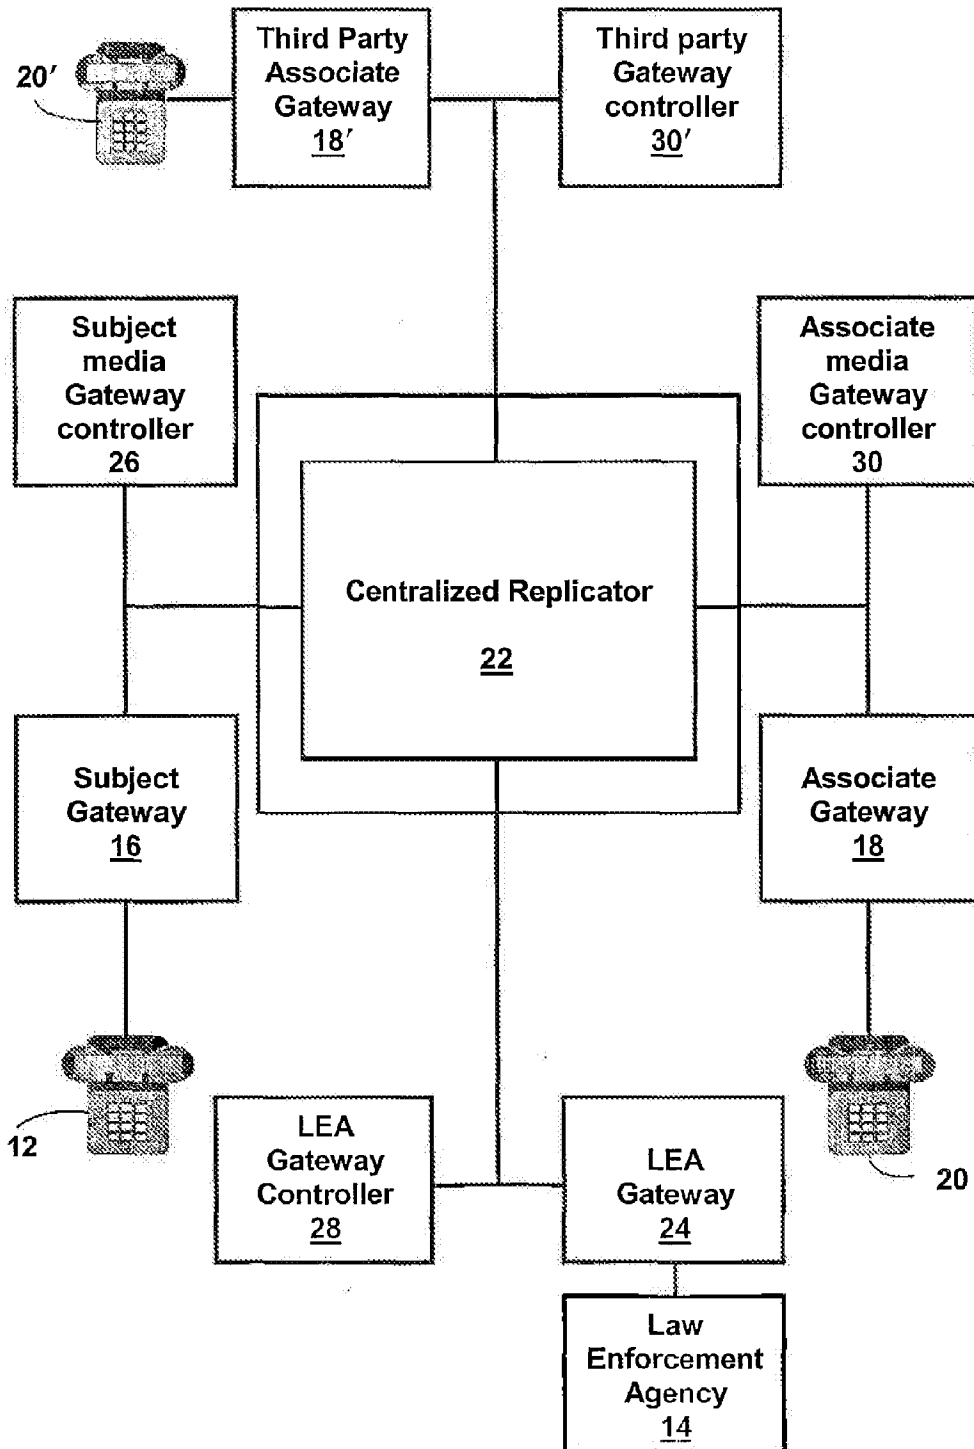 20′
Third Party
Associate
Gateway
18′
Third party
Gateway
controller
30′
Subject
media
Gateway
controller
26
Associate
media
Gateway
controller
30
Centralized Replicator
22
Subject
Gateway
16
Associate
Gateway
18
12
LEA
Gateway
Controller
28
LEA
Gateway
24
20
Law
Enforcement
Agency
14